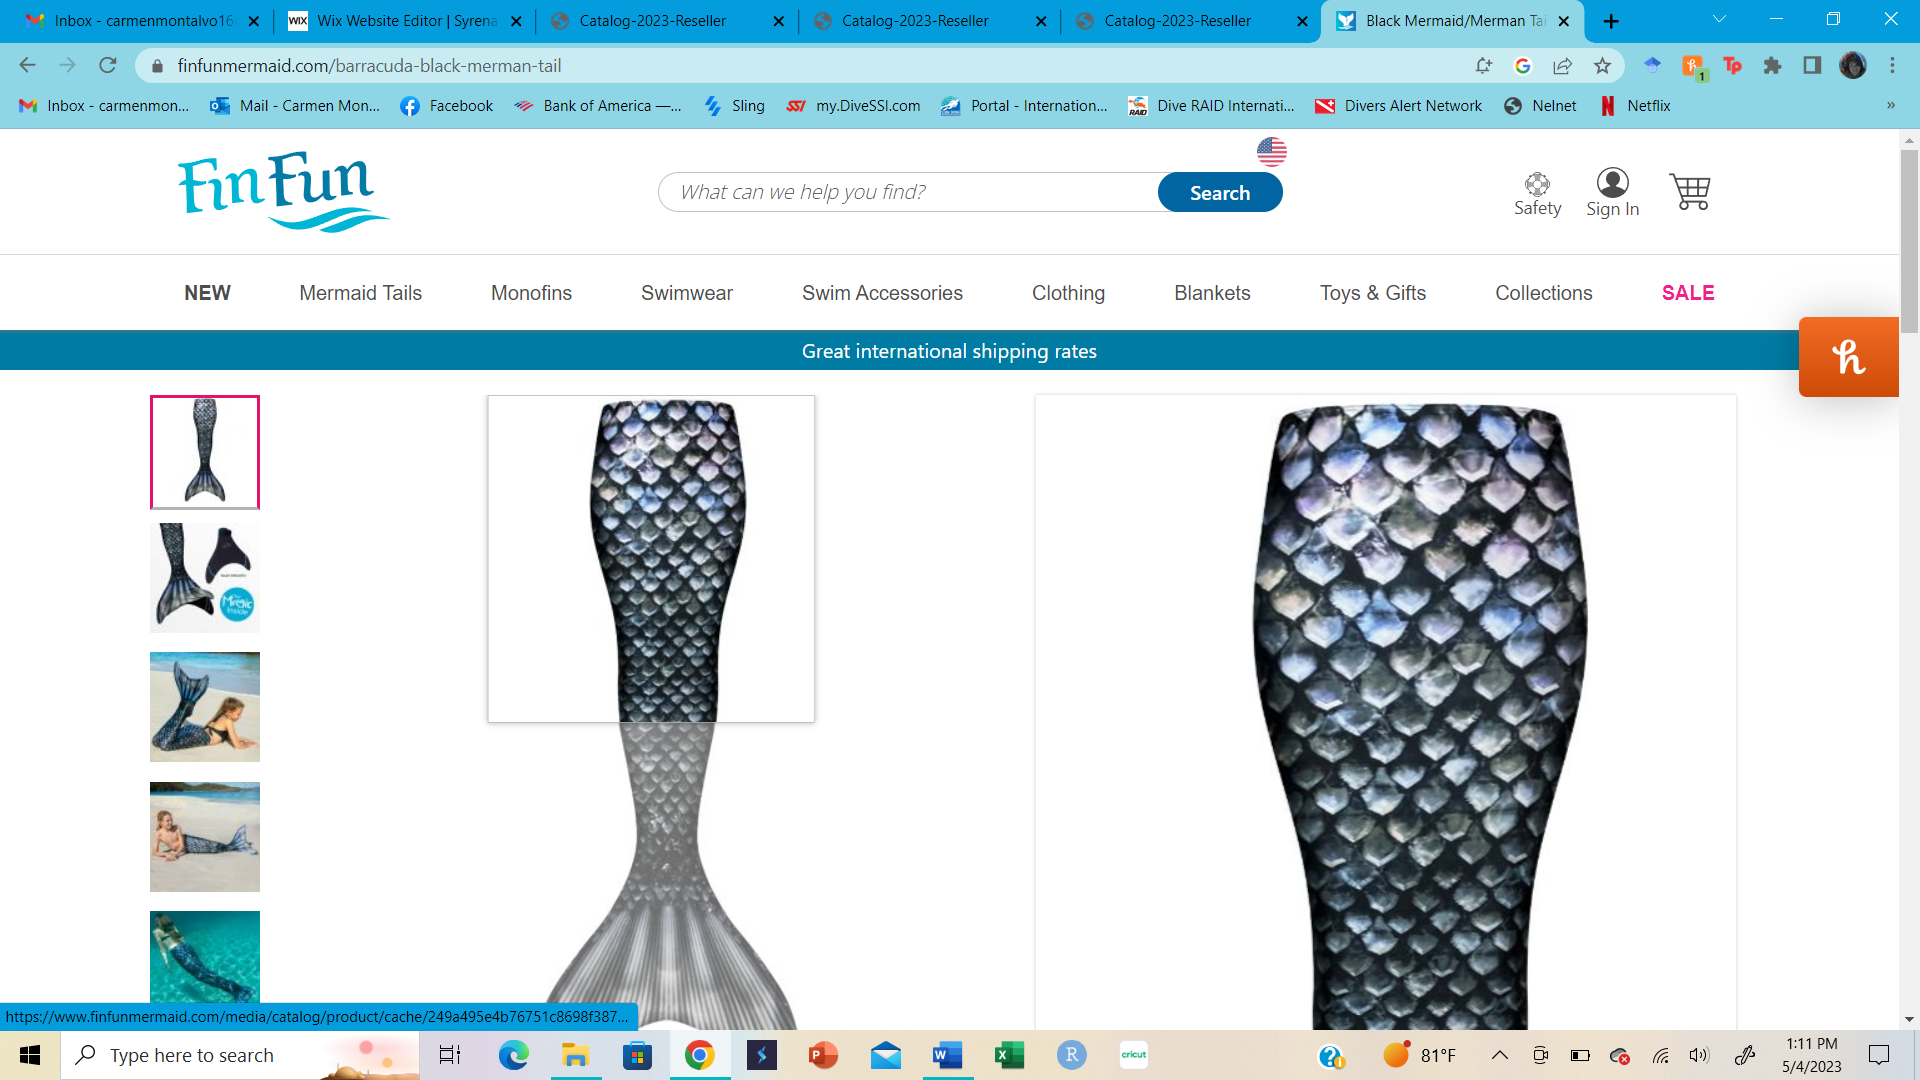 Inbox - carmenmontalvo16
Wix Website Editor | Syrena
Catalog-2023-Reseller
Catalog-2023-Reseller
Catalog-2023-Reseller
Black Mermaid/Merman Tai
finfunmermaid.com/barracuda-black-merman-tail
Inbox - carmenmon...
Mail - Carmen Mon...
Facebook
Bank of America —...
Sling
my.DiveSSI.com
Portal - Internation...
Dive RAID Internati...
Divers Alert Network
Nelnet
Netflix
»
FinFun
What can we help you find?
Search
Safety
Sign In
NEW
Mermaid Tails
Monofins
Swimwear
Swim Accessories
Clothing
Blankets
Toys & Gifts
Collections
SALE
Great international shipping rates
https://www.finfunmermaid.com/media/catalog/product/cache/249a495e4b76751c8698f387...
Type here to search
81°F
1:11 PM
5/4/2023